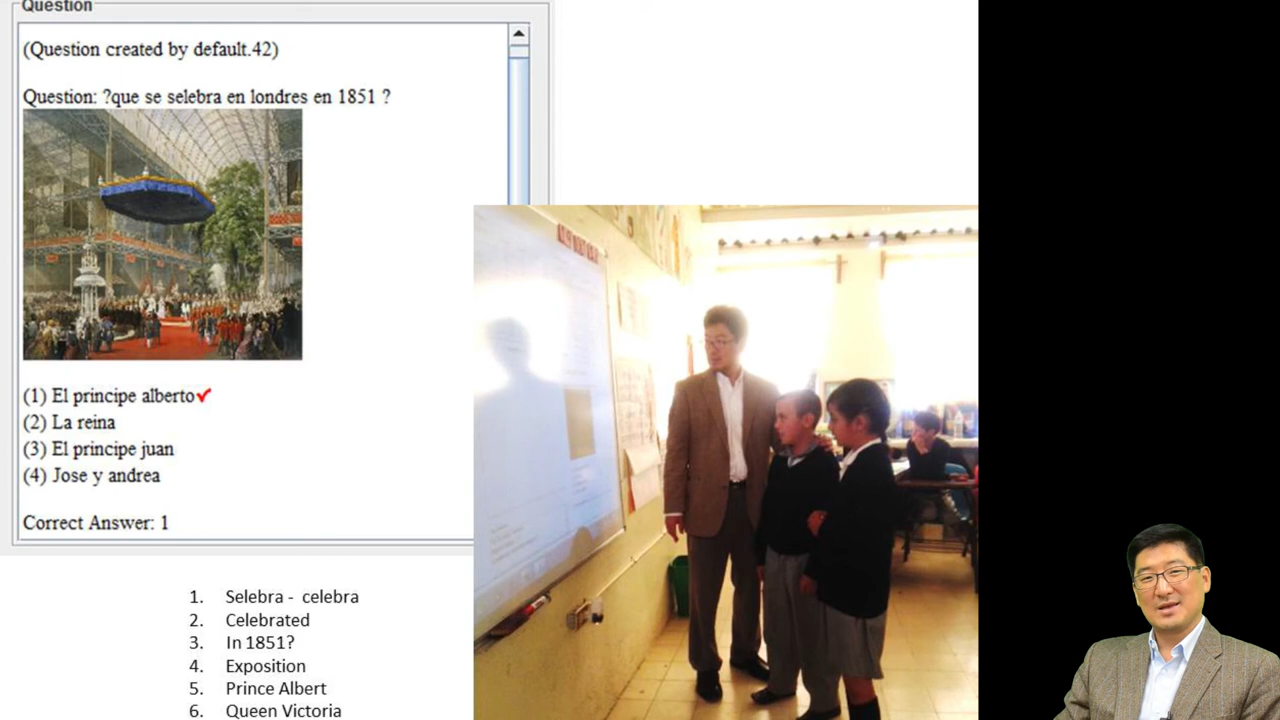 Question
(Question created by default.42)
Question: ?que se selebra en londres en 1851 ?
(1) El principe alberto✔
(2) La reina
(3) El principe juan
(4) Jose y andrea
Correct Answer: 1
1. Selebra - celebra
2. Celebrated
3. In 1851?
4. Exposition
5. Prince Albert
6. Queen Victoria